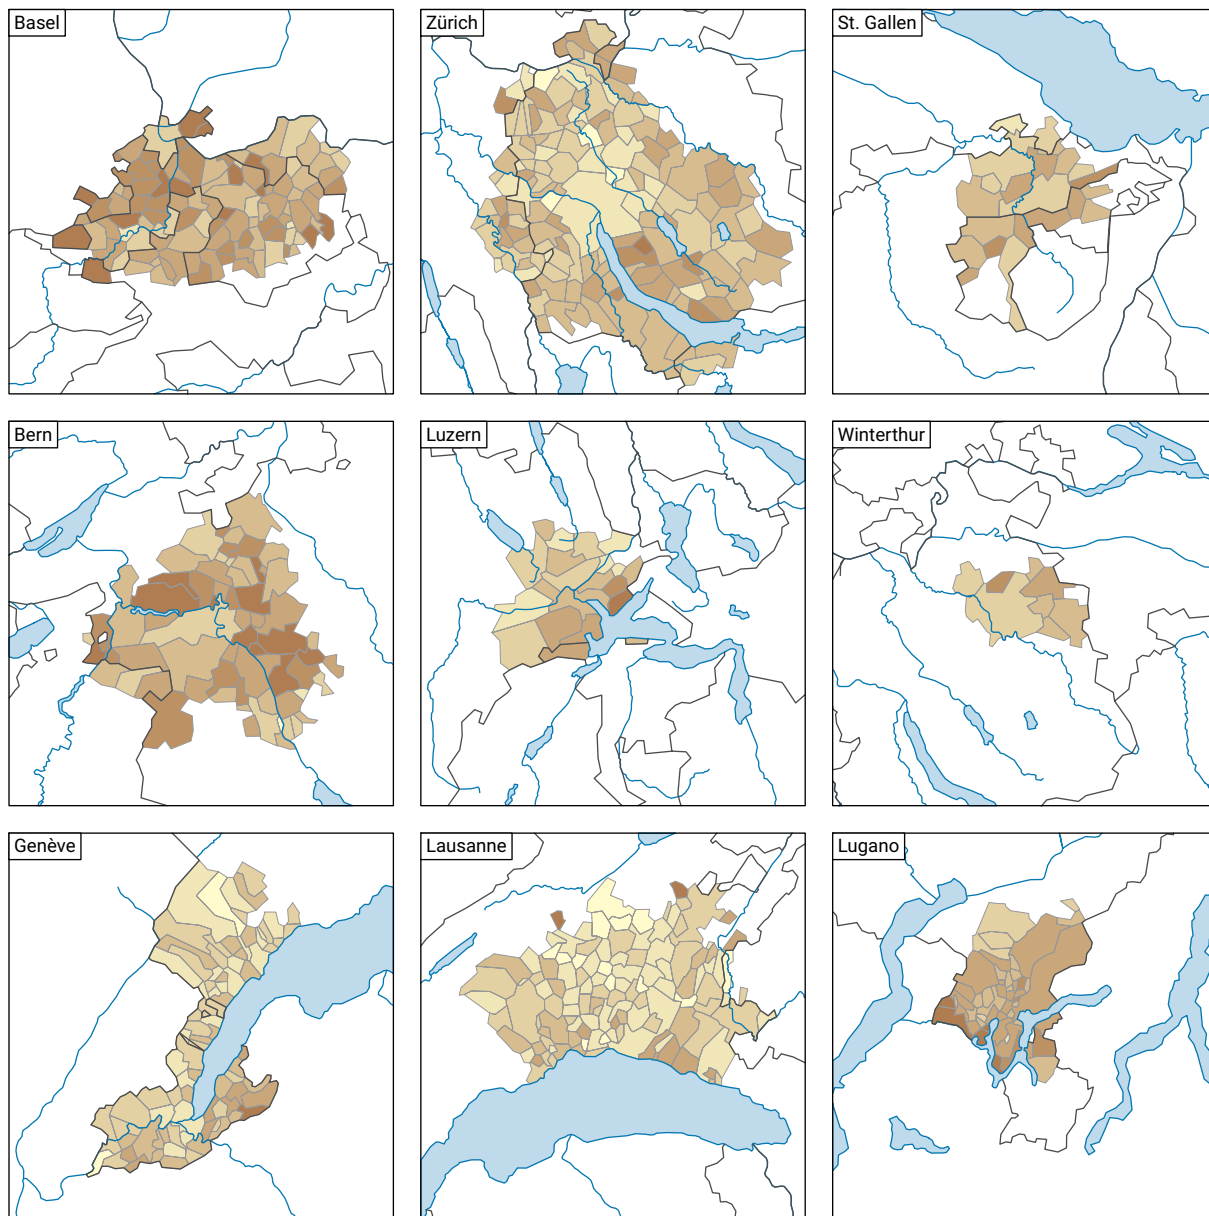 Basel
Zürich
St. Gallen
Bern
Luzern
Winterthur
Genève
Lausanne
Lugano